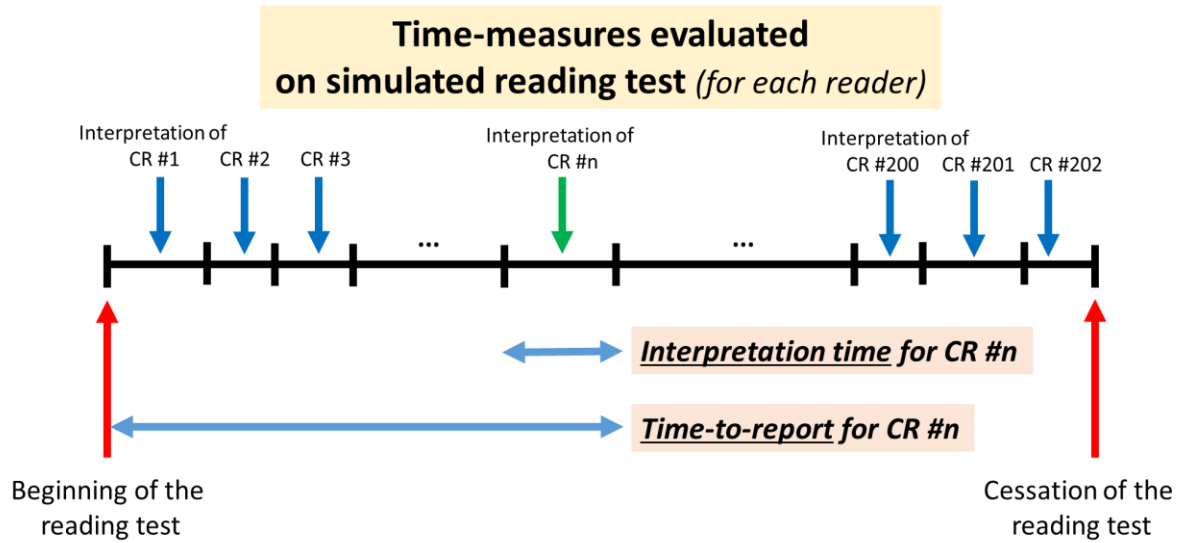 Time-measures evaluated
on simulated reading test (for each reader)
Interpretation of
CR #1
CR #2
CR #3
Interpretation of
CR #n
Interpretation of
CR #200
CR #201
CR #202
...
...
Interpretation time for CR #n
Time-to-report for CR #n
Beginning of the
reading test
Cessation of the
reading test